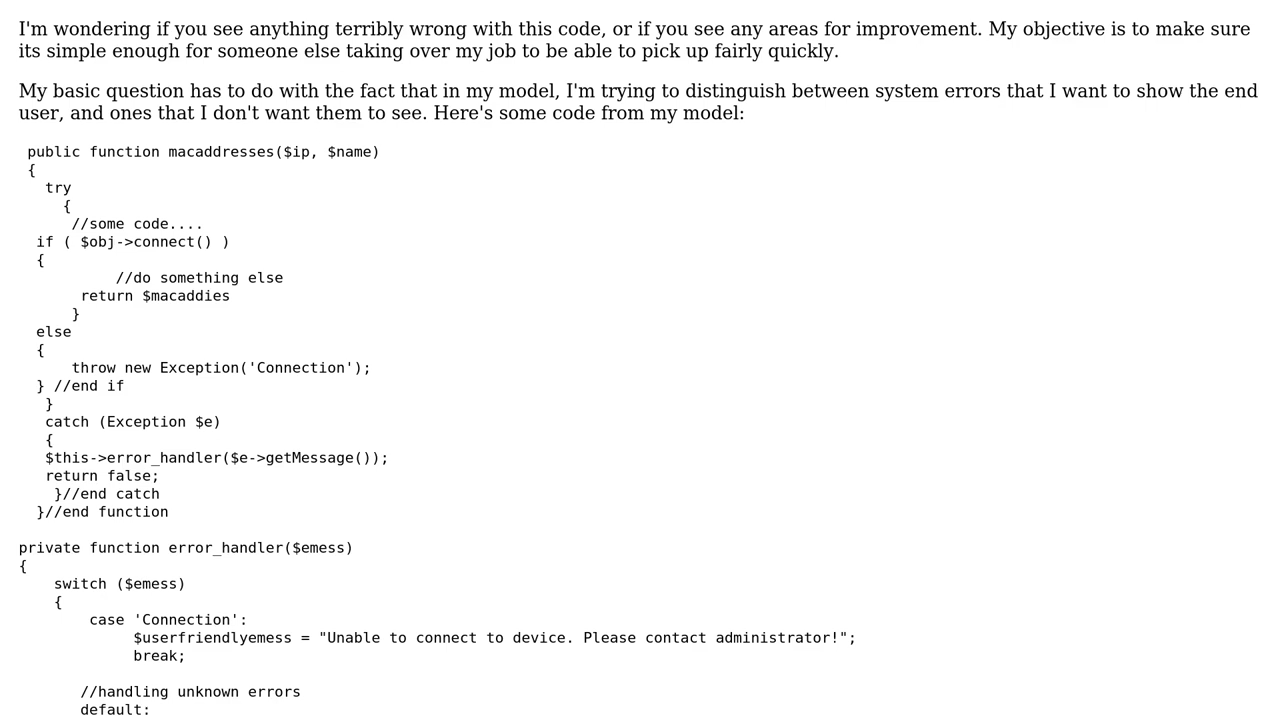 I'm wondering if you see anything terribly wrong with this code, or if you see any areas for improvement. My objective is to make sure
its simple enough for someone else taking over my job to be able to pick up fairly quickly.
My basic question has to do with the fact that in my model, I'm trying to distinguish between system errors that I want to show the end
user, and ones that I don't want them to see. Here's some code from my model:
public function macaddresses($ip, $name)
{
try
{
//some code....
if ( $obj->connect() )
{
//do something else
return $macaddies
}
else
{
throw new Exception('Connection');
} //end if
}
catch (Exception $e)
{
$this->error_handler($e->getMessage());
return false;
}//end catch
}//end function
private function error_handler($emess)
{
switch ($emess)
{
case 'Connection':
$userfriendlyemess = "Unable to connect to device. Please contact administrator!";
break;
//handling unknown errors
default: